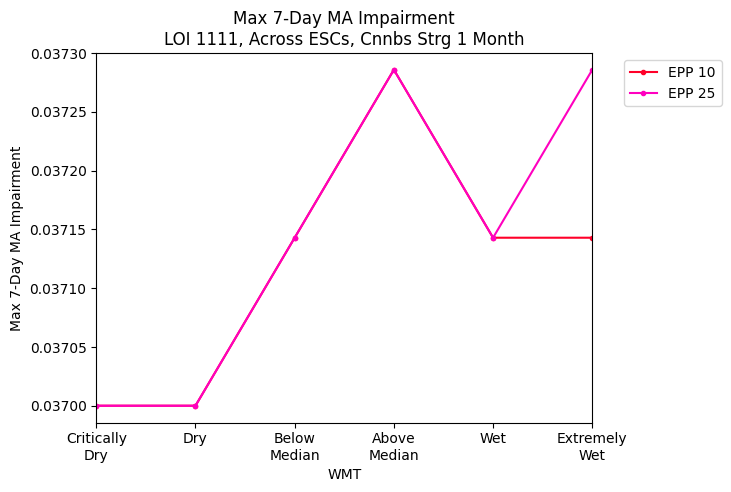 Max 7-Day MA Impairment
LOI 1111, Across ESCs, Cnnbs Strg 1 Month
EPP 10
EPP 25
Max 7-Day MA Impairment
0.03730
0.03725
0.03720
0.03715
0.03710
0.03705
0.03700
Critically
Dry
Dry
Below
Median
Above
Median
Wet
Extremely
Wet
WMT